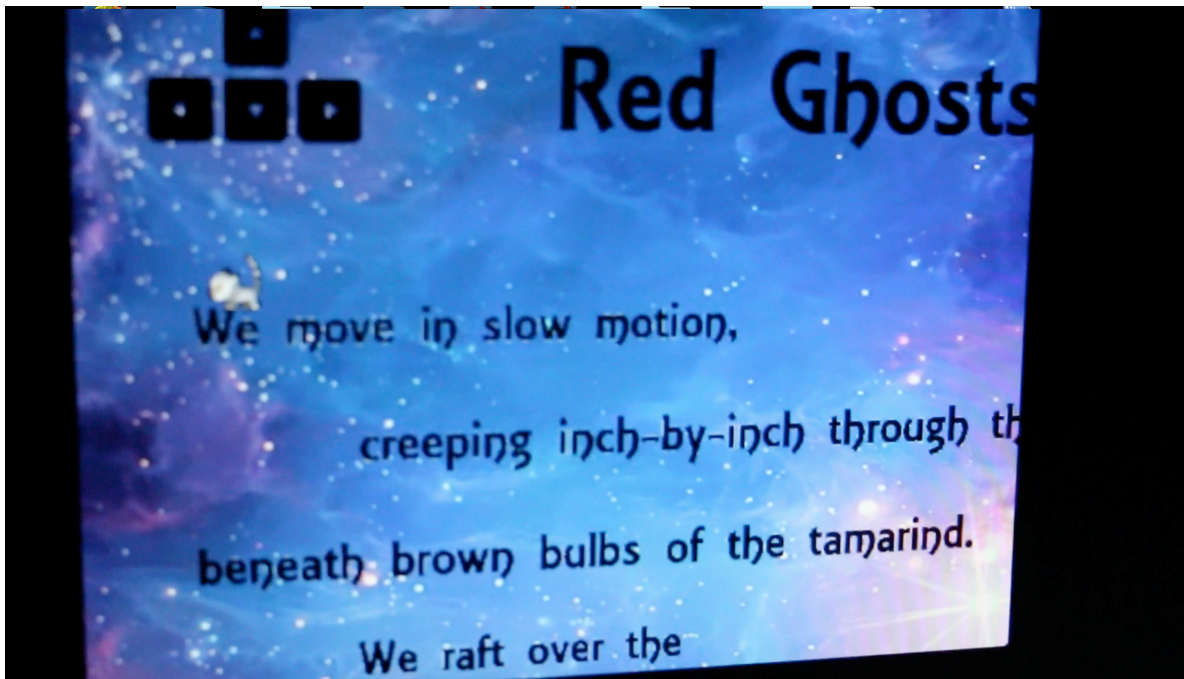 Red Ghosts
We move in slow motion,
creeping inch-by-inch through
beneath brown bulbs of the tamarind.
We raft over the